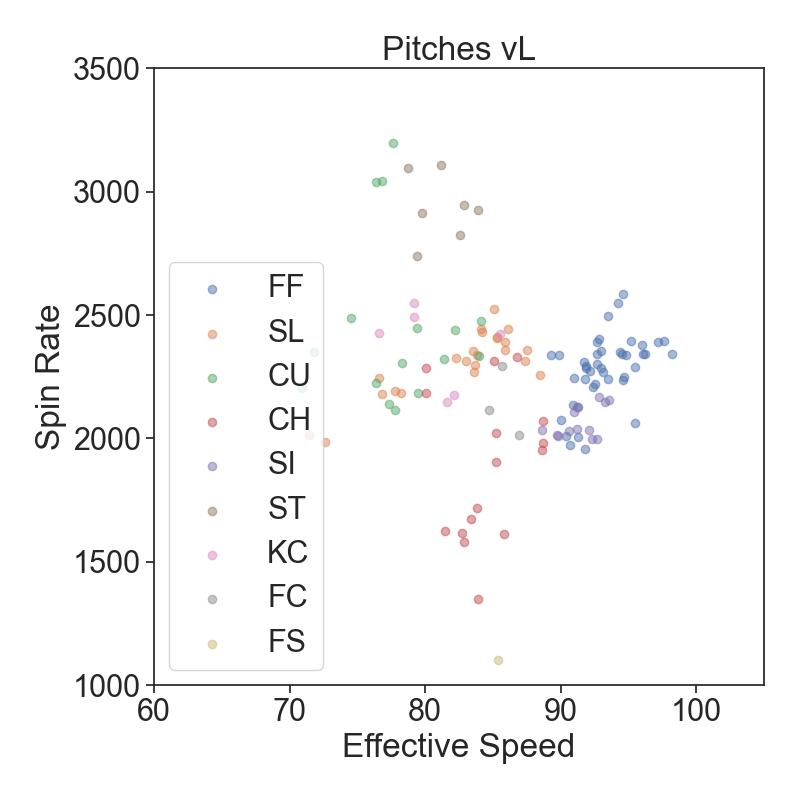 Pitches vL
3500
3000
2500
2000
1500
1000
Spin Rate
FF
SL
CU
CH
SI
ST
KC
FC
FS
60 70 80 90 100
Effective Speed